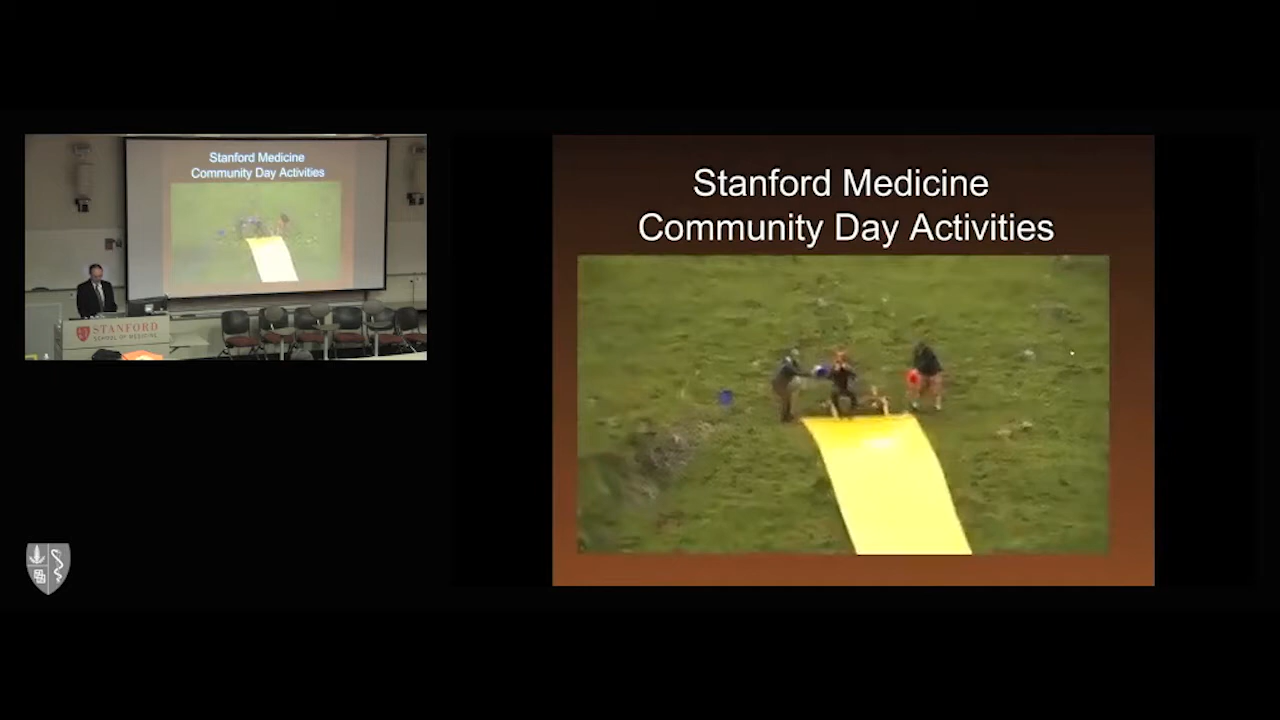 Stanford Medicine
Community Day Activities
STANFORD
SCHOOL OF MEDICINE
Stanford Medicine
Community Day Activities